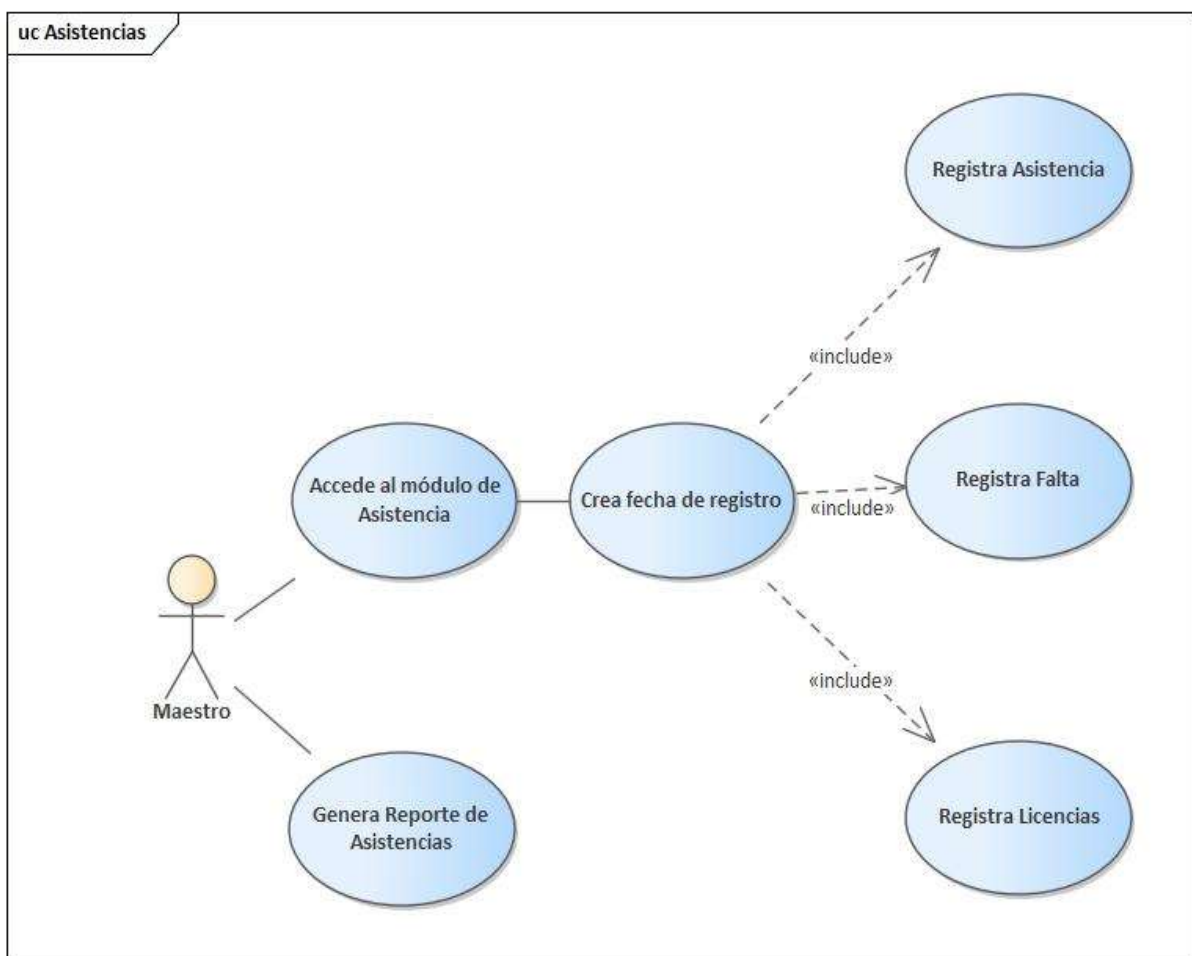 uc Asistencias
Registra Asistencia
«include»
Accede al módulo de
Asistencia
Crea fecha de registro
«include»
Registra Falta
Maestro
«include»
Genera Reporte de
Asistencias
Registra Licencias